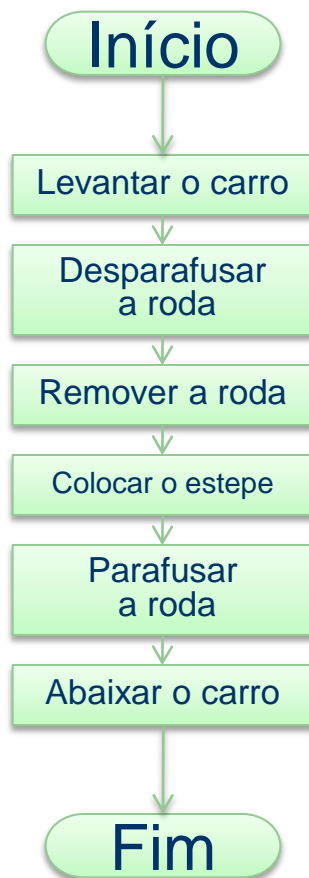 Início
Levantar o carro
Desparafusar
a roda
Remover a roda
Colocar o estepe
Parafusar
a roda
Abaixar o carro
Fim